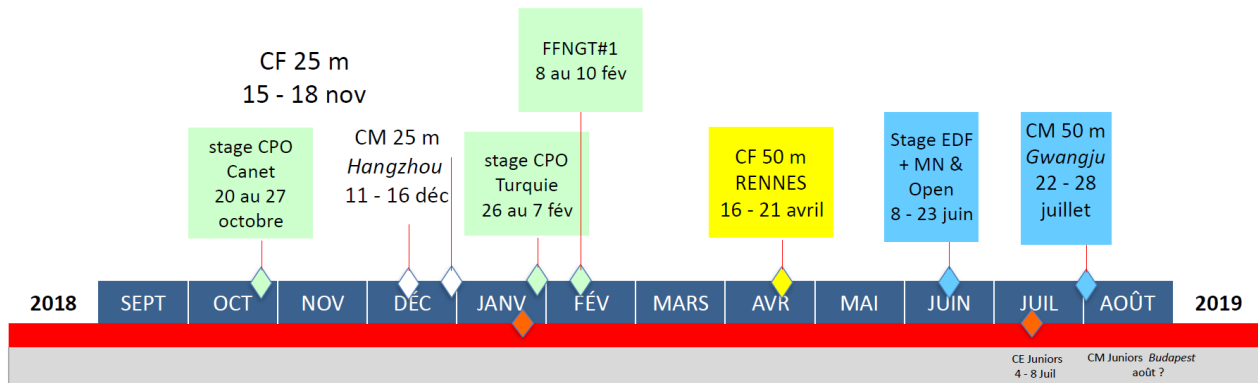 CF 25 m
15 - 18 nov
stage CPO
Canet
20 au 27
octobre
CM 25 m
Hangzhou
11 - 16 déc
stage CPO
Turquie
26 au 7 fév
FFNGT#1
8 au 10 fév
CF 50 m
RENNES
16 - 21 avril
Stage EDF
+ MN &
Open
8 - 23 juin
CM 50 m
Gwangju
22 - 28
juillet
2018 SEPT OCT NOV DÉC JANV FÉV MARS AVR MAI JUIN JUIL AOÛT 2019
CE Juniors
4 - 8 Juil
CM Juniors Budapest
août ?